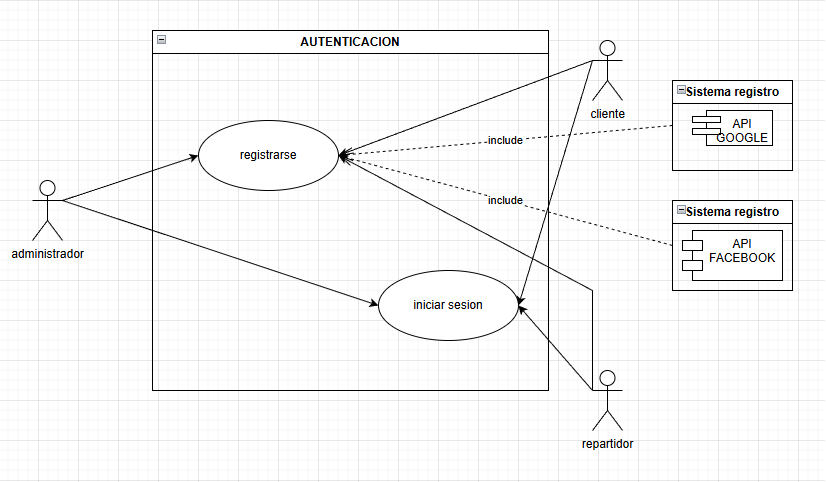 AUTENTICACION
cliente
Sistema registro
API
GOOGLE
include
registrarse
include
Sistema registro
API
FACEBOOK
administrador
iniciar sesion
repartidor